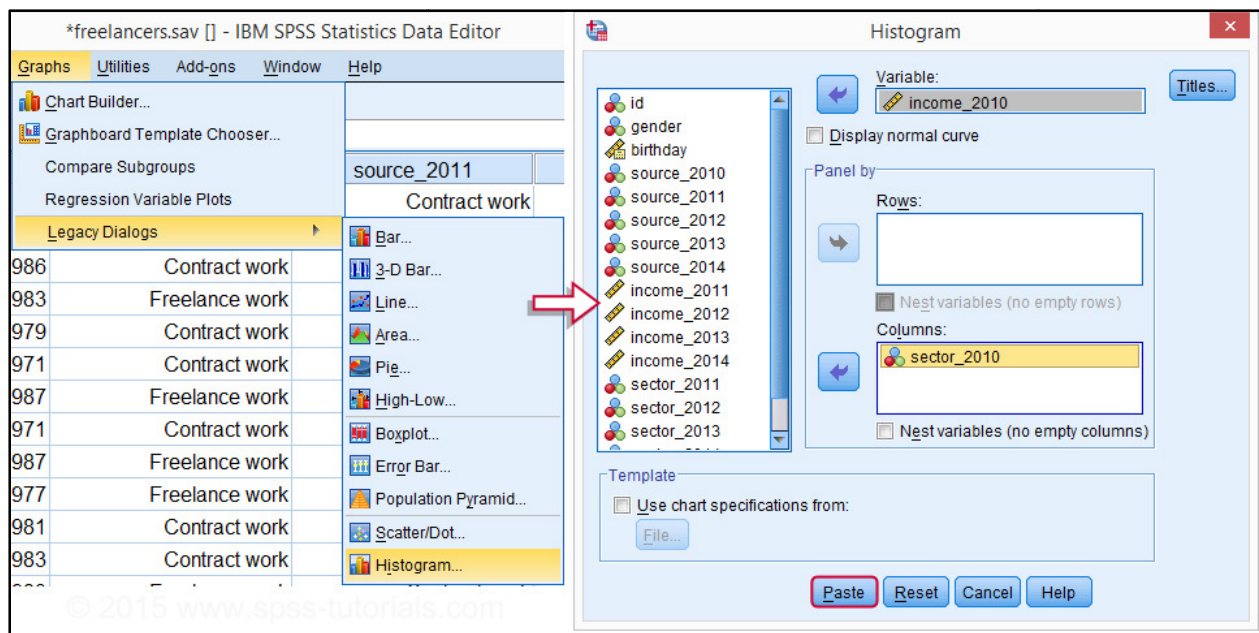 *freelancers.sav [] - IBM SPSS Statistics Data Editor
Graphs Utilities Add-ons Window Help
Chart Builder...
Graphboard Template Chooser...
Compare Subgroups
Regression Variable Plots
Legacy Dialogs
source_2011
Contract work
986 Contract work
983 Freelance work
979 Contract work
971 Contract work
987 Freelance work
971 Contract work
987 Freelance work
977 Freelance work
981 Contract work
983 Contract work
Bar...
3-D Bar...
Line...
Area...
Pie...
High-Low...
Boxplot...
Error Bar...
Population Pyramid...
Scatter/Dot...
Histogram...
© 2015 www.spss-tutorials.com
Histogram
id
gender
birthday
source_2010
source_2011
source_2012
source_2013
source_2014
income_2011
income_2012
income_2013
income_2014
sector_2011
sector_2012
sector_2013
Variable:
income_2010
Titles...
Display normal curve
Panel by
Rows:
Nest variables (no empty rows)
Columns:
sector_2010
Nest variables (no empty columns)
Template
Use chart specifications from:
File...
Paste Reset Cancel Help